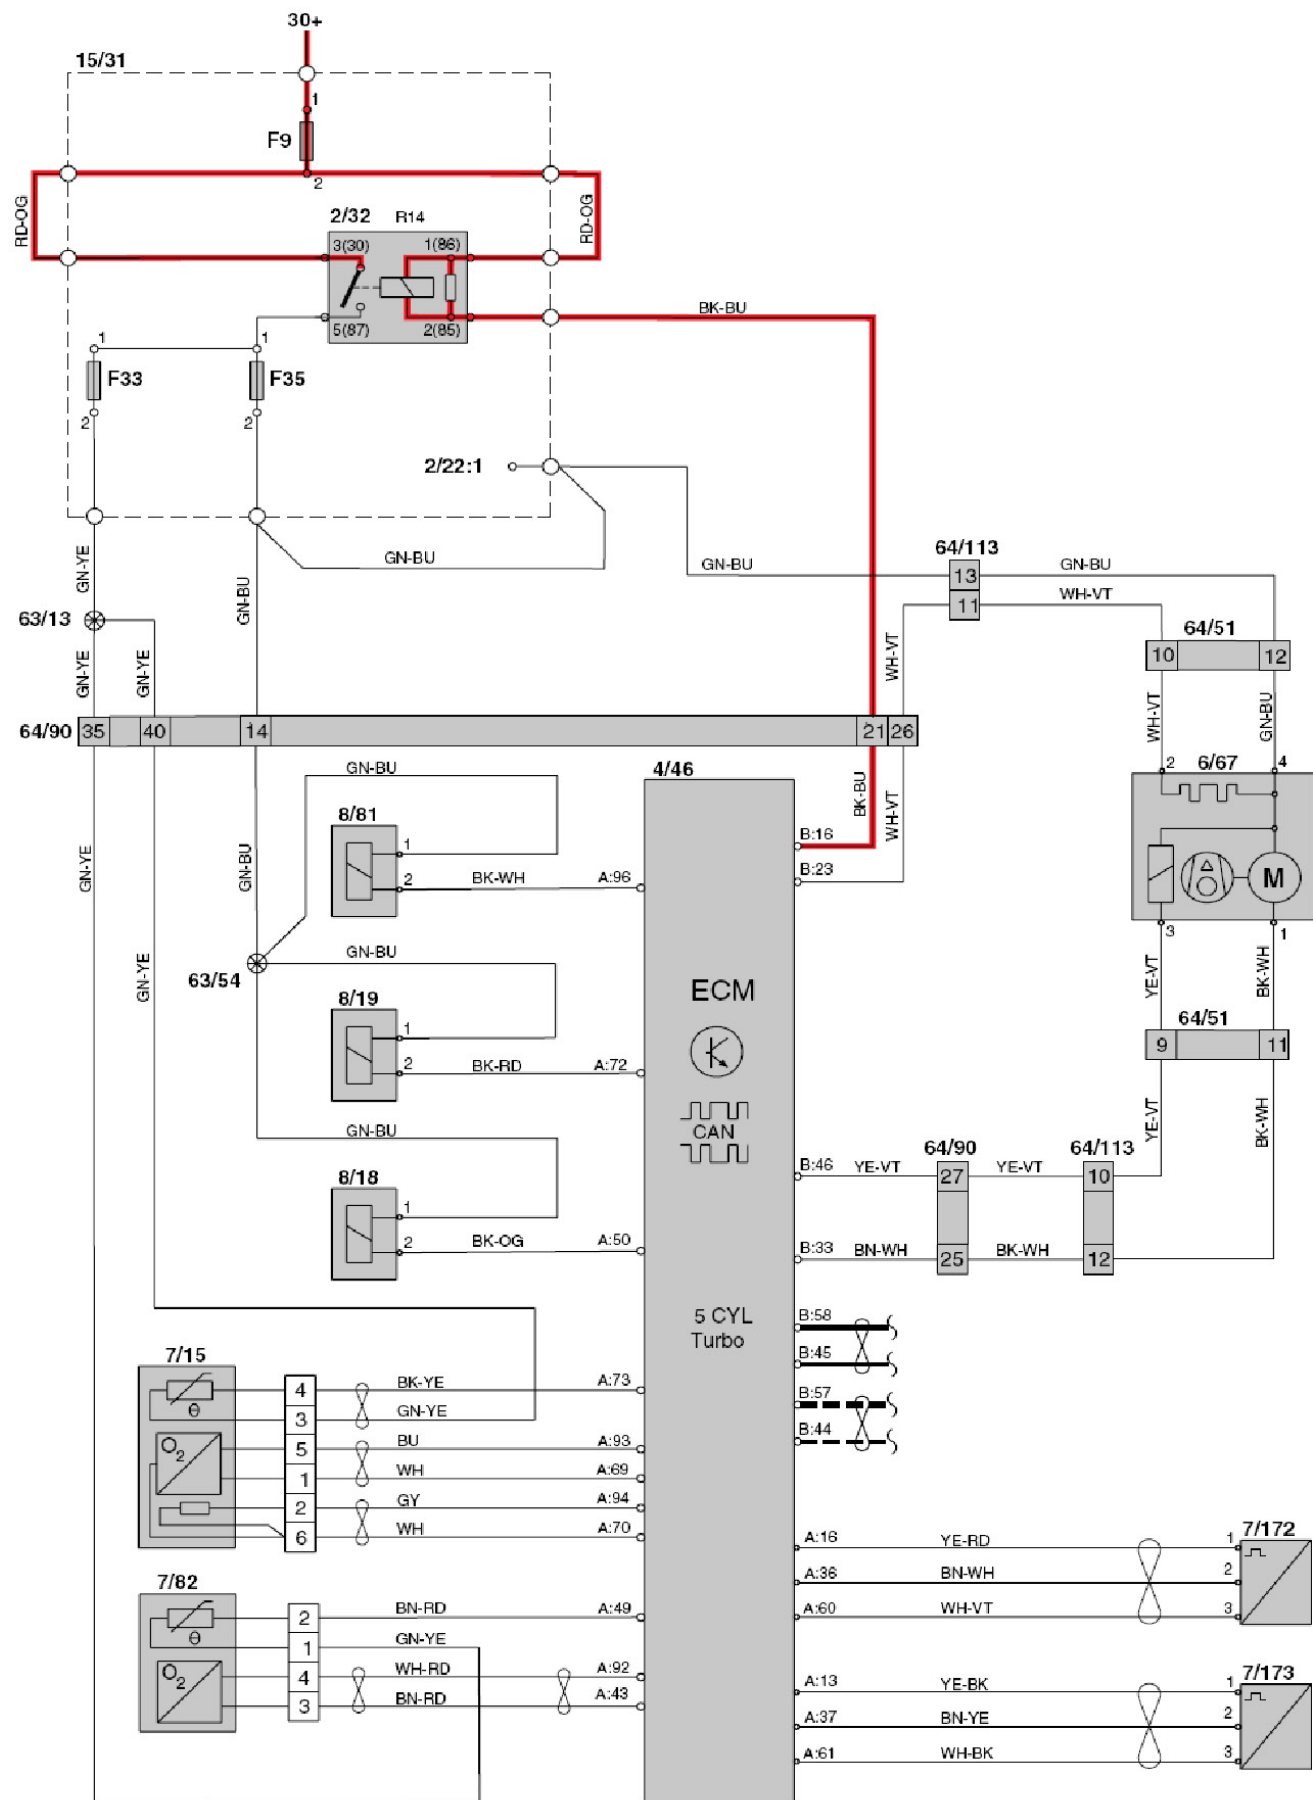 30+
15/31
1
F9
2
RD-OG
RD-OG
2/32 R14
3(30) 1(86)
5(87) 2(85)
BK-BU
1 1
F33 F35
2 2
2/22:1
GN-YE
GN-BU
GN-BU
GN-BU
64/113
13
11
GN-BU
WH-VT
63/13
GN-YE
GN-YE
WH-VT
64/51
10 12
64/90 35 40 14 21 26
WH-VT
GN-BU
GN-BU
4/46
2 6/67 4
8/81
1
2
BK-WH A:96
BK-BU
WH-VT
B:16
B:23
M
3 1
GN-YE
GN-BU
GN-YE
63/54
GN-BU
8/19
1
2
BK-RD A:72
ECM
CAN
YE-VT
BK-WH
64/51
9 11
YE-VT
BK-WH
GN-BU
8/18
1
2
BK-OG A:50
64/90 64/113
B:46 YE-VT 27 YE-VT 10
B:33 BN-WH 25 BK-WH 12
5 CYL
Turbo
B:58
B:45
B:57
B:44
7/15
θ
O2
4 BK-YE A:73
3 GN-YE
5 BU A:93
1 WH A:69
2 GY A:94
6 WH A:70
7/82
θ
O2
2 BN-RD A:49
1 GN-YE
4 WH-RD A:92
3 BN-RD A:43
7/172
A:16 YE-RD 1
A:36 BN-WH 2
A:60 WH-VT 3
7/173
A:13 YE-BK 1
A:37 BN-YE 2
A:61 WH-BK 3